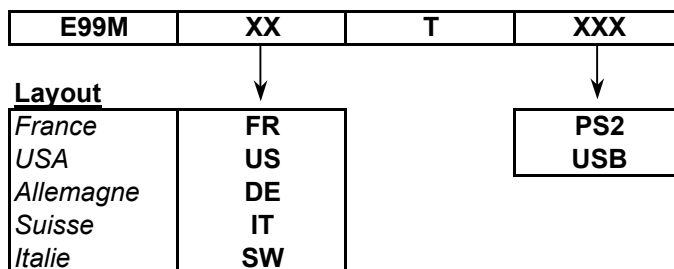 E99M XX T XXX
Layout
France FR PS2
USA US USB
Allemagne DE
Suisse IT
Italie SW